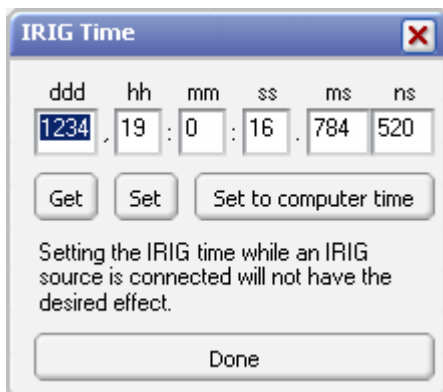 IRIG Time
ddd hh mm ss ms ns
1234 , 19 : 0 : 16 . 784 520
Get Set Set to computer time
Setting the IRIG time while an IRIG
source is connected will not have the
desired effect.
Done